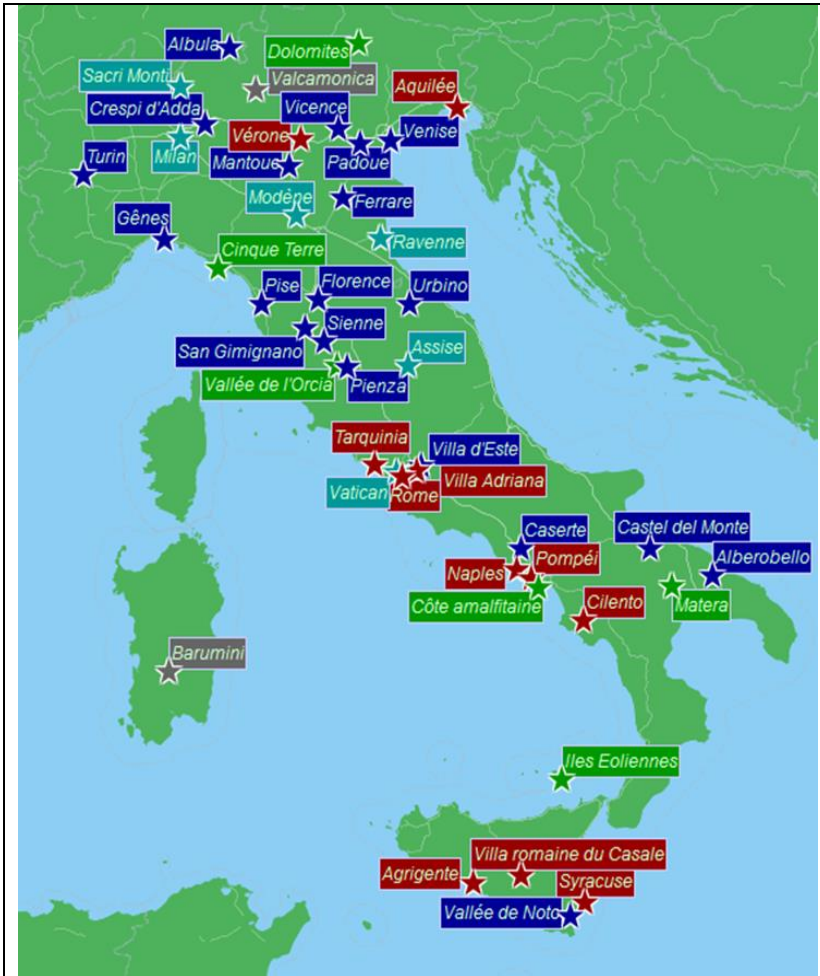 Albula
Dolomites
Sacri Monti
Valcamonica
Aquilée
Crespi d'Adda
Vicence
Vérone
Venise
Milan
Turin
Mantoue
Padoue
Modène
Ferrare
Gênes
Ravenne
Cinque Terre
Pise
Florence
Urbino
Sienne
San Gimignano
Assise
Vallée de l'Orcia
Pienza
Tarquinia
Villa d'Este
Vatican
Rome
Villa Adriana
Caserte
Castel del Monte
Pompéi
Alberobello
Naples
Côte amalfitaine
Cilento
Matera
Barumini
Iles Eoliennes
Villa romaine du Casale
Agrigente
Syracuse
Vallée de Noto